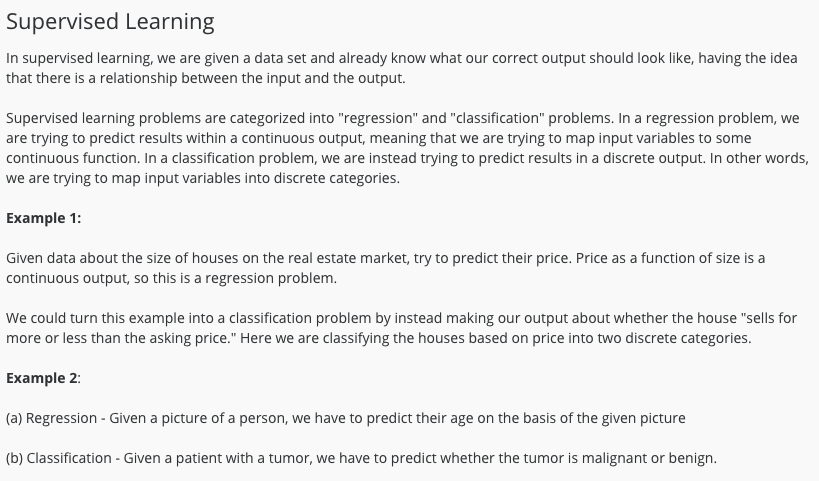 Supervised Learning
In supervised learning, we are given a data set and already know what our correct output should look like, having the idea
that there is a relationship between the input and the output.
Supervised learning problems are categorized into "regression" and "classification" problems. In a regression problem, we
are trying to predict results within a continuous output, meaning that we are trying to map input variables to some
continuous function. In a classification problem, we are instead trying to predict results in a discrete output. In other words,
we are trying to map input variables into discrete categories.
Example 1:
Given data about the size of houses on the real estate market, try to predict their price. Price as a function of size is a
continuous output, so this is a regression problem.
We could turn this example into a classification problem by instead making our output about whether the house "sells for
more or less than the asking price." Here we are classifying the houses based on price into two discrete categories.
Example 2:
(a) Regression - Given a picture of a person, we have to predict their age on the basis of the given picture
(b) Classification - Given a patient with a tumor, we have to predict whether the tumor is malignant or benign.